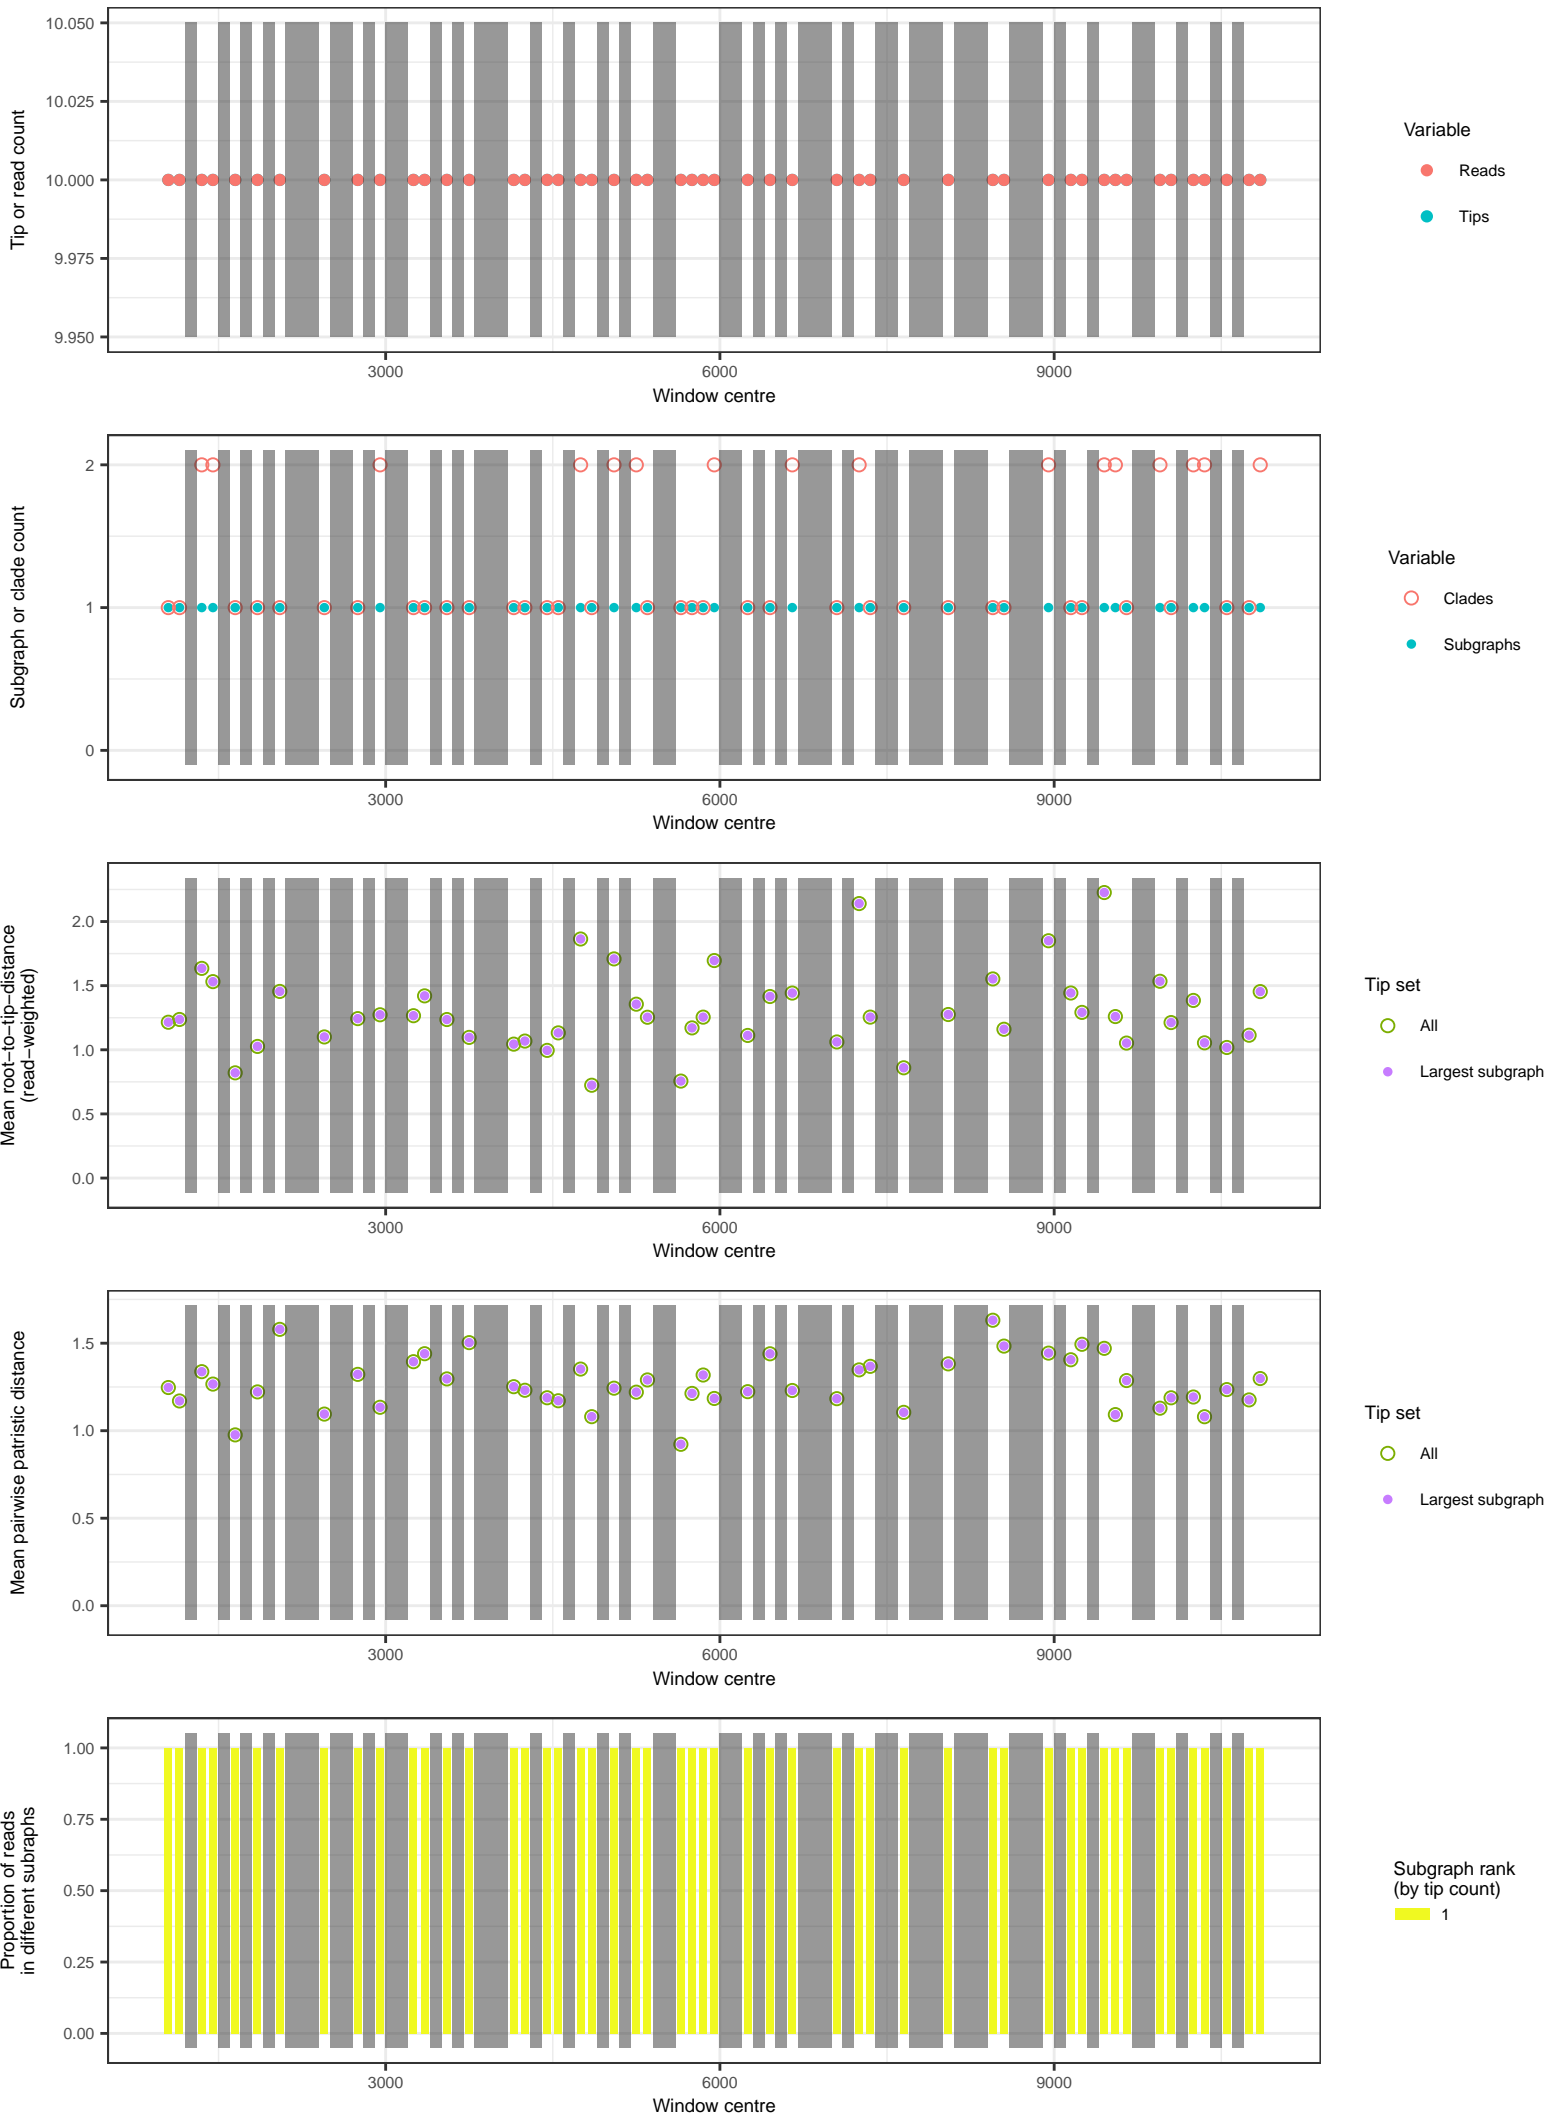 10.050
10.025
10.000
9.975
9.950
Tip or read count
3000
6000
9000
Window centre
Variable
Reads
Tips
2
1
0
Subgraph or clade count
3000
6000
9000
Window centre
Variable
Clades
Subgraphs
2.0
1.5
1.0
0.5
0.0
Mean root−to−tip−distance
(read−weighted)
3000
6000
9000
Window centre
Tip set
All
Largest subgraph
1.5
1.0
0.5
0.0
Mean pairwise patristic distance
3000
6000
9000
Window centre
Tip set
All
Largest subgraph
1.00
0.75
0.50
0.25
0.00
Proportion of reads
in different subraphs
3000
6000
9000
Window centre
Subgraph rank
(by tip count)
1